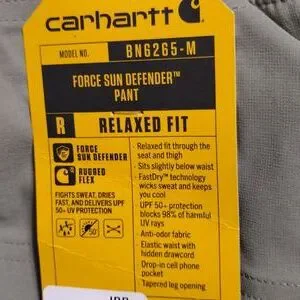 carhartt
MODEL NO. BN6265-M
FORCE SUN DEFENDER™
PANT
R RELAXED FIT
FORCE
SUN DEFENDER
RUGGED
FLEX
FIGHTS SWEAT, DRIES
FAST, AND DELIVERS UPF
50+ UV PROTECTION
50
· Relaxed fit through the
seat and thigh
· Sits slightly below waist
· FastDry™ technology
wicks sweat and keeps
you cool
· UPF 50+ protection
blocks 98% of harmful
UV rays
· Anti-odor fabric
· Elastic waist with
hidden drawcord
· Drop-in cell phone
pocket
· Tapered leg opening